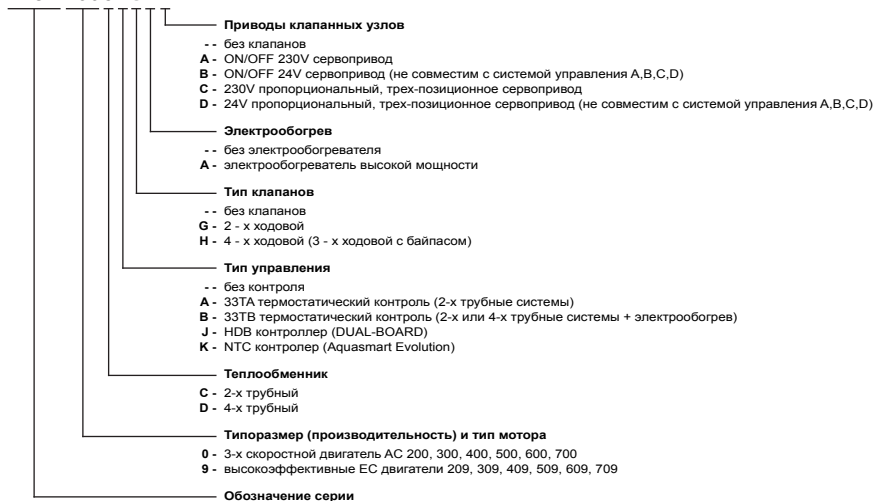 Приводы клапанных узлов
- - без клапанов
A - ON/OFF 230V сервопривод
B - ON/OFF 24V сервопривод (не совместим с системой управления A,B,C,D)
C - 230V пропорциональный, трех-позиционное сервопривод
D - 24V пропорциональный, трех-позиционное сервопривод (не совместим с системой управления A,B,C,D)
Электрообогрев
- - без электрообогревателя
A - электрообогреватель высокой мощности
Тип клапанов
- - без клапанов
G - 2 - х ходовой
H - 4 - х ходовой (3 - х ходовой с байпасом)
Тип управления
- - без контроля
A - 33TA термостатический контроль (2-х трубные системы)
B - 33TB термостатический контроль (2-х или 4-х трубные системы + электрообогрев)
J - HDB контроллер (DUAL-BOARD)
K - NTC контролер (Aquasmart Evolution)
Теплообменник
C - 2-х трубный
D - 4-х трубный
Типоразмер (производительность) и тип мотора
0 - 3-х скоростной двигатель AC 200, 300, 400, 500, 600, 700
9 - высокоэффективные EC двигатели 209, 309, 409, 509, 609, 709
Обозначение серии